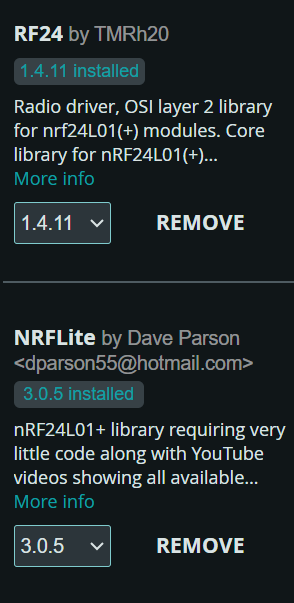 RF24 by TMRh20
1.4.11 installed
Radio driver, OSI layer 2 library
for nrf24L01(+) modules. Core
library for nRF24L01(+)...
More info
1.4.11 REMOVE
NRFLite by Dave Parson
<dparson55@hotmail.com>
3.0.5 installed
nRF24L01+ library requiring very
little code along with YouTube
videos showing all available...
More info
3.0.5 REMOVE